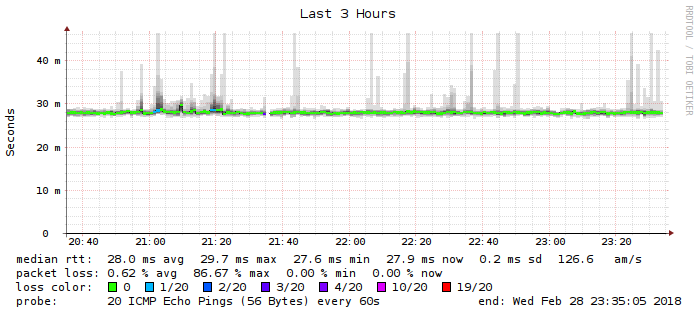 Last 3 Hours
RRDTOOL / TOBI OETIKER
Seconds
40 m
30 m
20 m
10 m
0
20:40 21:00 21:20 21:40 22:00 22:20 22:40 23:00 23:20
median rtt: 28.0 ms avg 29.7 ms max 27.6 ms min 27.9 ms now 0.2 ms sd 126.6 am/s
packet loss: 0.62 % avg 86.67 % max 0.00 % min 0.00 % now
loss color: 0 1/20 2/20 3/20 4/20 10/20 19/20
probe: 20 ICMP Echo Pings (56 Bytes) every 60s end: Wed Feb 28 23:35:05 2018